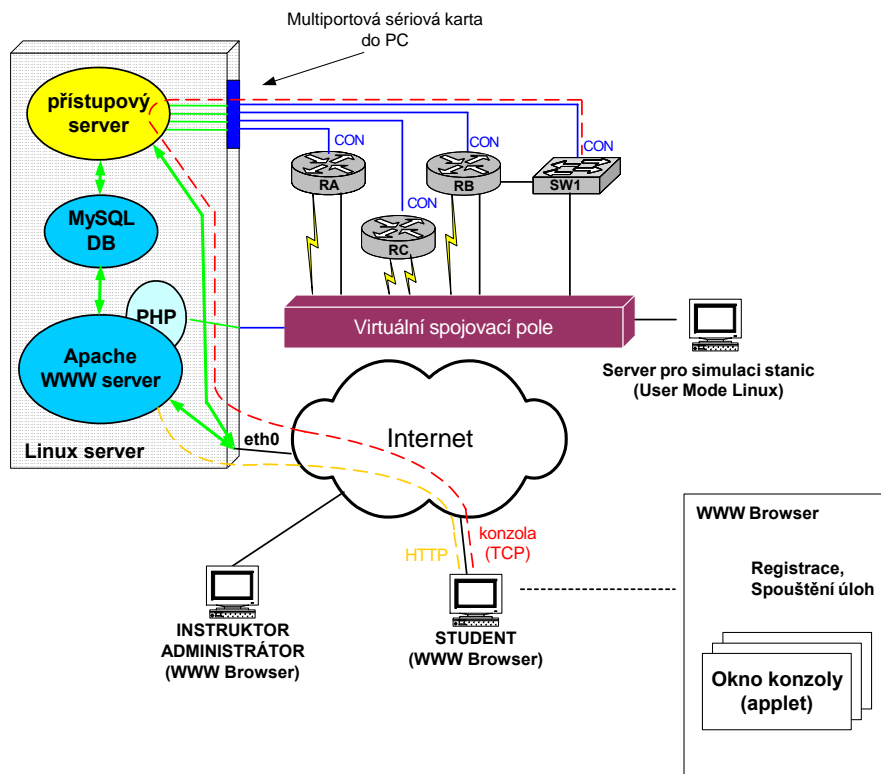 Multiportová sériová karta
do PC
přístupový
server
CON
CON
CON
CON
RA
RB
SW1
RC
MySQL
DB
PHP
Virtuální spojovací pole
Apache
WWW server
Server pro simulaci stanic
(User Mode Linux)
eth0
Internet
Linux server
WWW Browser
konzola
(TCP)
HTTP
Registrace,
Spouštění úloh
INSTRUKTOR
ADMINISTRÁTOR
(WWW Browser)
STUDENT
(WWW Browser)
Okno konzoly
(applet)